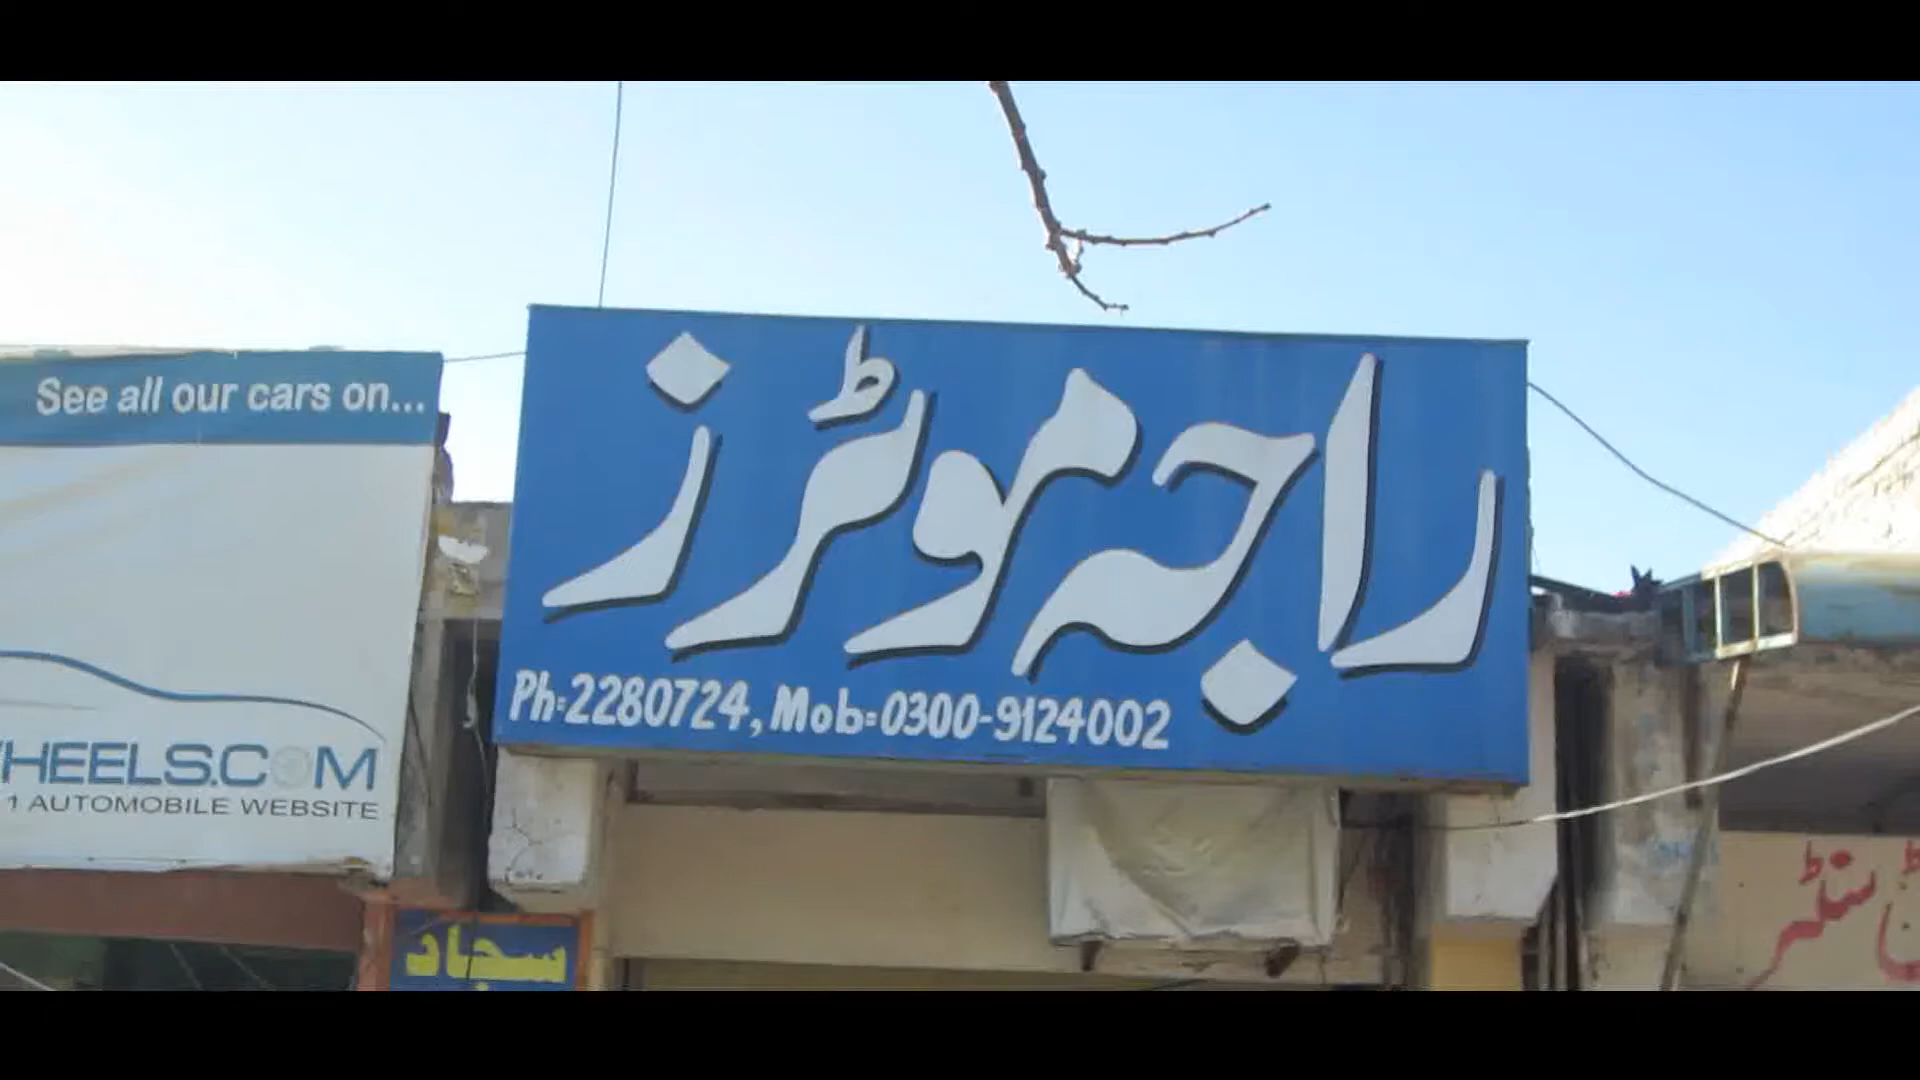 See all our cars on...
HEELS.COM
1 AUTOMOBILE WEBSITE
راجہ موٹرز
Ph:2280724, Mob=0300-9124002
سجاد
سنٹر